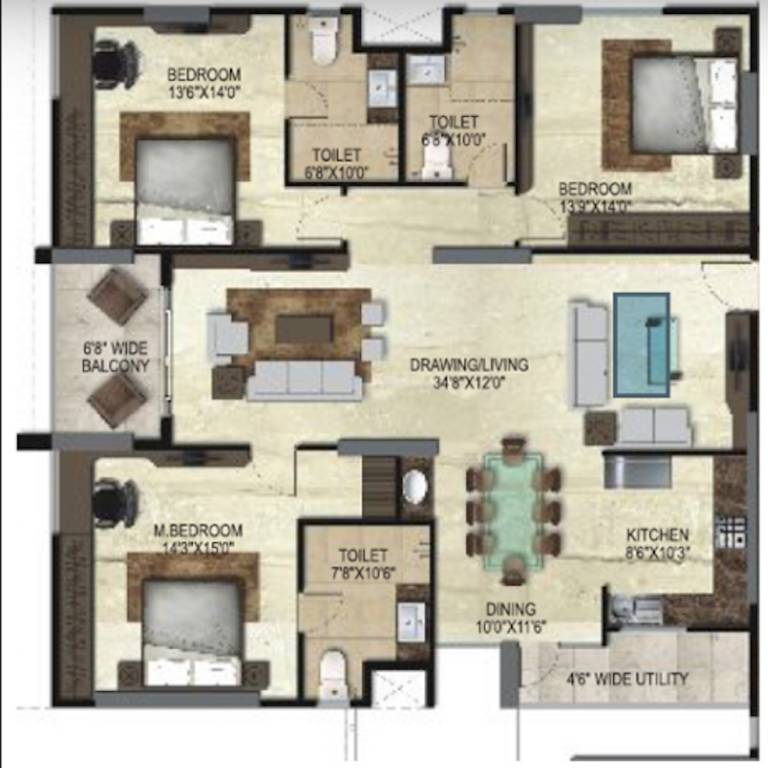 BEDROOM
13'6"X14'0"
TOILET
6'8"X10'0"
TOILET
6'8"X10'0"
BEDROOM
13'9"X14'0"
6'8" WIDE
BALCONY
DRAWING/LIVING
34'8"X12'0"
M.BEDROOM
14'3"X15'0"
TOILET
7'8"X10'6"
KITCHEN
8'6"X10'3"
DINING
10'0"X11'6"
4'6" WIDE UTILITY